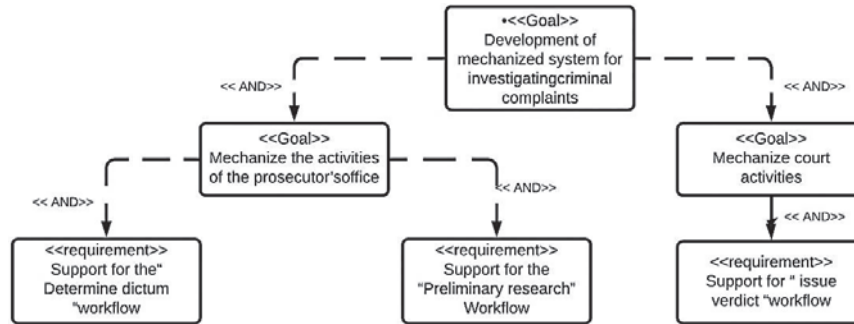 •<<Goal>>
Development of
mechanized system for
investigatingcriminal
complaints
<< AND>>
<< AND>>
<<Goal>>
Mechanize the activities
of the prosecutor'soffice
<<Goal>>
Mechanize court
activities
<< AND>>
<< AND>>
<< AND>>
<<requirement>>
Support for the“
Determine dictum
“workflow
<<requirement>>
Support for the
“Preliminary research”
Workflow
<<requirement>>
Support for “ issue
verdict “workflow